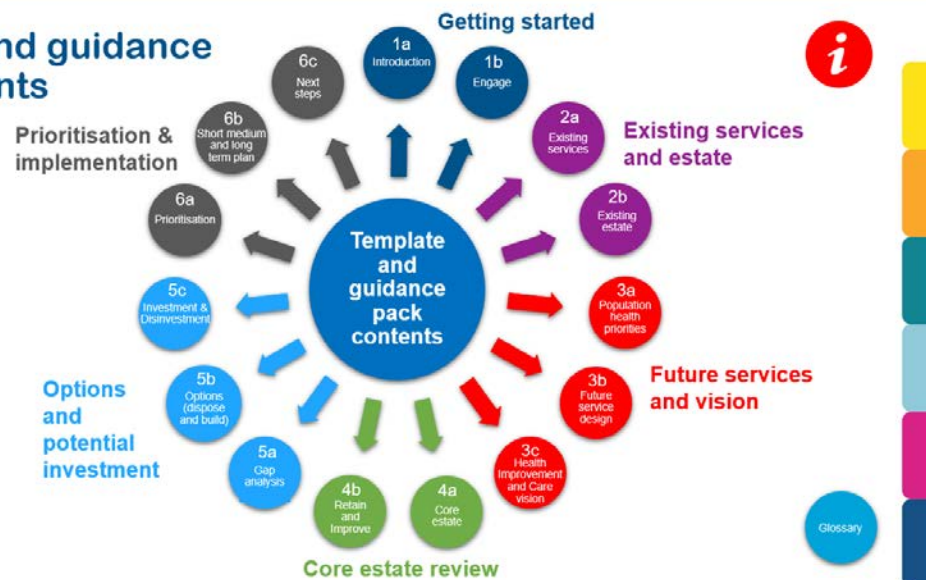 nd guidance
nts
Getting started
1a
Introduction
1b
Engage
2a
Existing
services
Existing services
and estate
2b
Existing
estate
3a
Population
health
priorities
3b
Future
service
design
Future services
and vision
3c
Health
Improvement
and Care
vision
4a
Core
estate
4b
Retain
and
Improve
Core estate review
5a
Gap
analysis
5b
Options
(dispose
and build)
5c
Investment &
Disinvestment
Options
and
potential
investment
6a
Prioritisation
6b
Short medium
and long
term plan
6c
Next
steps
Prioritisation &
implementation
Template
and
guidance
pack
contents
i
Glossary